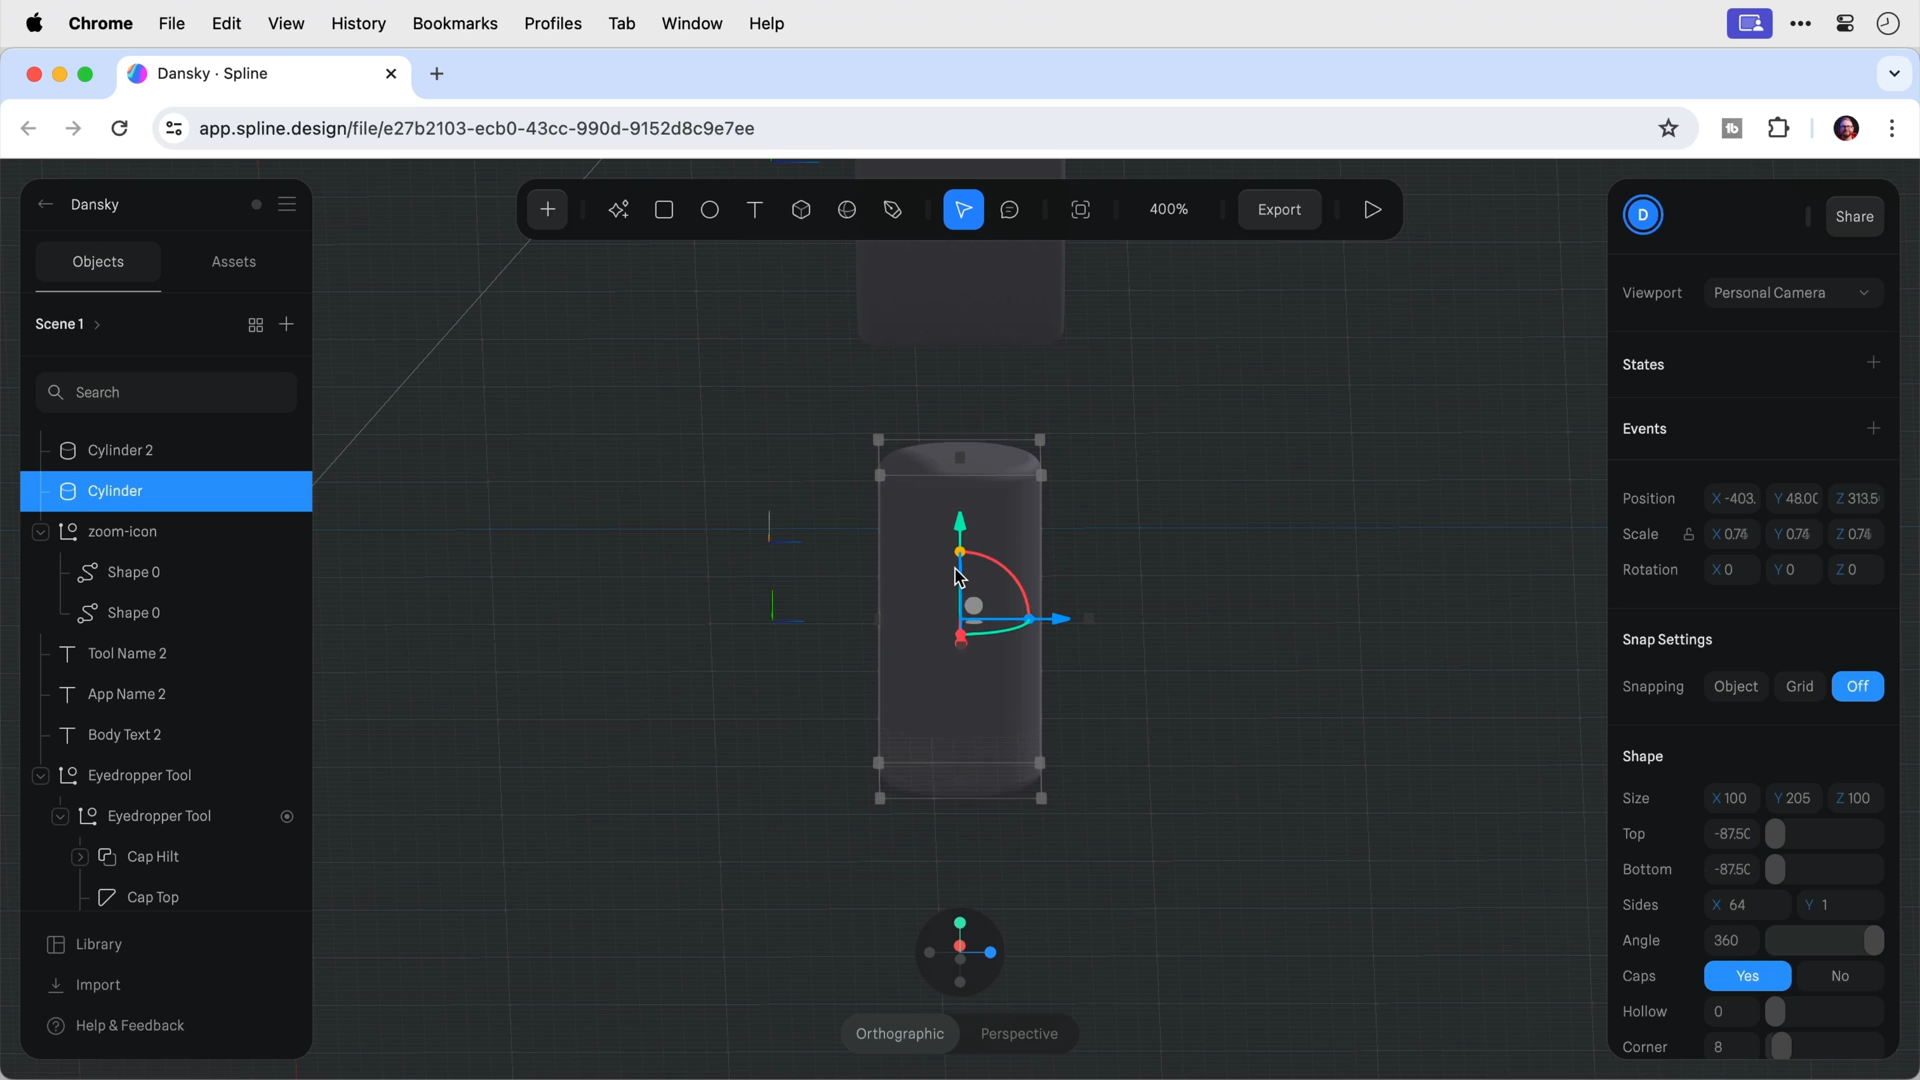 Chrome File Edit View History Bookmarks Profiles Tab Window Help
Dansky · Spline
app.spline.design/file/e27b2103-ecb0-43cc-990d-9152d8c9e7ee
Dansky
400%
Export
D
Share
Objects
Assets
Viewport
Personal Camera
Scene 1
States
Search
Events
Cylinder 2
Cylinder
Position X -403. Y 48.00 Z 313.5
zoom-icon
Scale X 0.74 Y 0.74 Z 0.74
Shape 0
Rotation X 0 Y 0 Z 0
Shape 0
Snap Settings
Tool Name 2
Snapping Object Grid Off
App Name 2
Body Text 2
Shape
Eyedropper Tool
Size X 100 Y 205 Z 100
Eyedropper Tool
Top -87.50
Cap Hilt
Bottom -87.50
Cap Top
Sides X 64 Y 1
Library
Angle 360
Import
Caps Yes No
Help & Feedback
Hollow 0
Orthographic Perspective
Corner 8